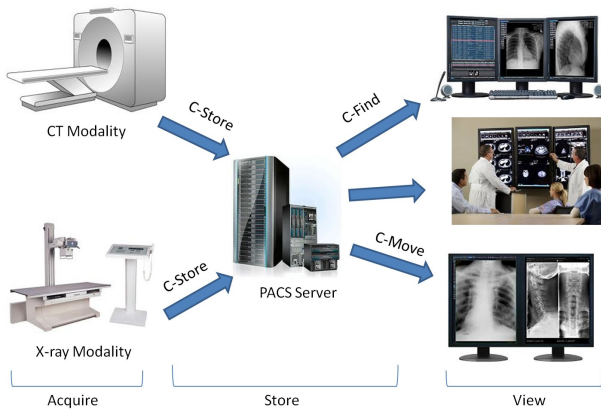 CT Modality
C-Store
C-Find
PACS Server
C-Store
C-Move
X-ray Modality
Acquire
Store
View